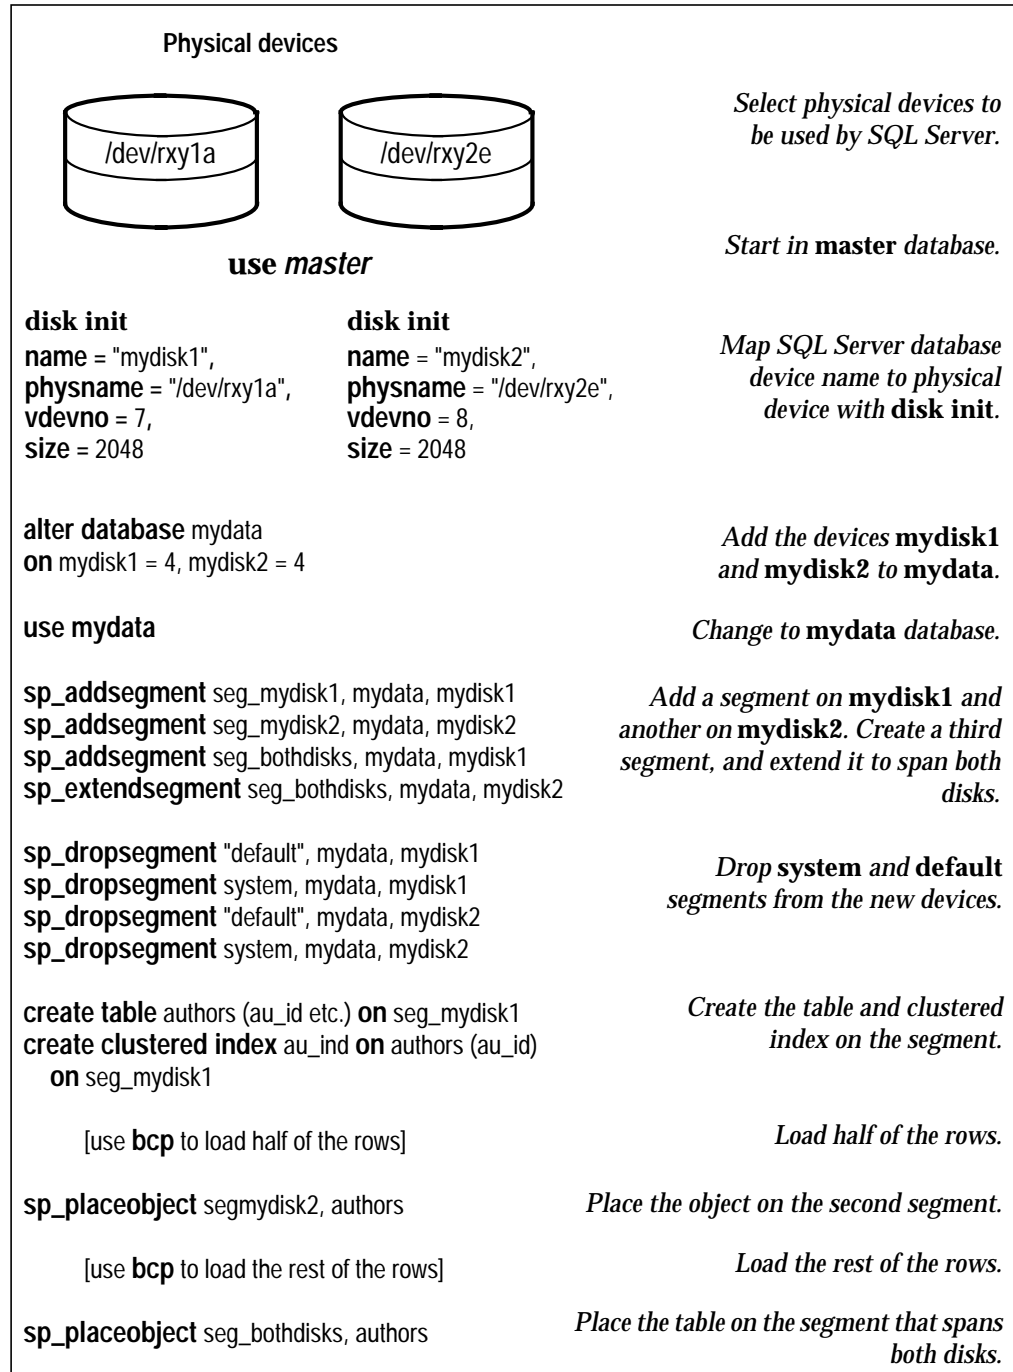 Physical devices
/dev/rxy1a
/dev/rxy2e
Select physical devices to
be used by SQL Server.
use master
Start in master database.
disk init
name = "mydisk1",
physname = "/dev/rxy1a",
vdevno = 7,
size = 2048
disk init
name = "mydisk2",
physname = "/dev/rxy2e",
vdevno = 8,
size = 2048
Map SQL Server database
device name to physical
device with disk init.
alter database mydata
on mydisk1 = 4, mydisk2 = 4
Add the devices mydisk1
and mydisk2 to mydata.
use mydata
Change to mydata database.
sp_addsegment seg_mydisk1, mydata, mydisk1
sp_addsegment seg_mydisk2, mydata, mydisk2
sp_addsegment seg_bothdisks, mydata, mydisk1
sp_extendsegment seg_bothdisks, mydata, mydisk2
Add a segment on mydisk1 and
another on mydisk2. Create a third
segment, and extend it to span both
disks.
sp_dropsegment "default", mydata, mydisk1
sp_dropsegment system, mydata, mydisk1
sp_dropsegment "default", mydata, mydisk2
sp_dropsegment system, mydata, mydisk2
Drop system and default
segments from the new devices.
create table authors (au_id etc.) on seg_mydisk1
create clustered index au_ind on authors (au_id)
on seg_mydisk1
Create the table and clustered
index on the segment.
[use bcp to load half of the rows]
Load half of the rows.
sp_placeobject segmydisk2, authors
Place the object on the second segment.
[use bcp to load the rest of the rows]
Load the rest of the rows.
sp_placeobject seg_bothdisks, authors
Place the table on the segment that spans
both disks.